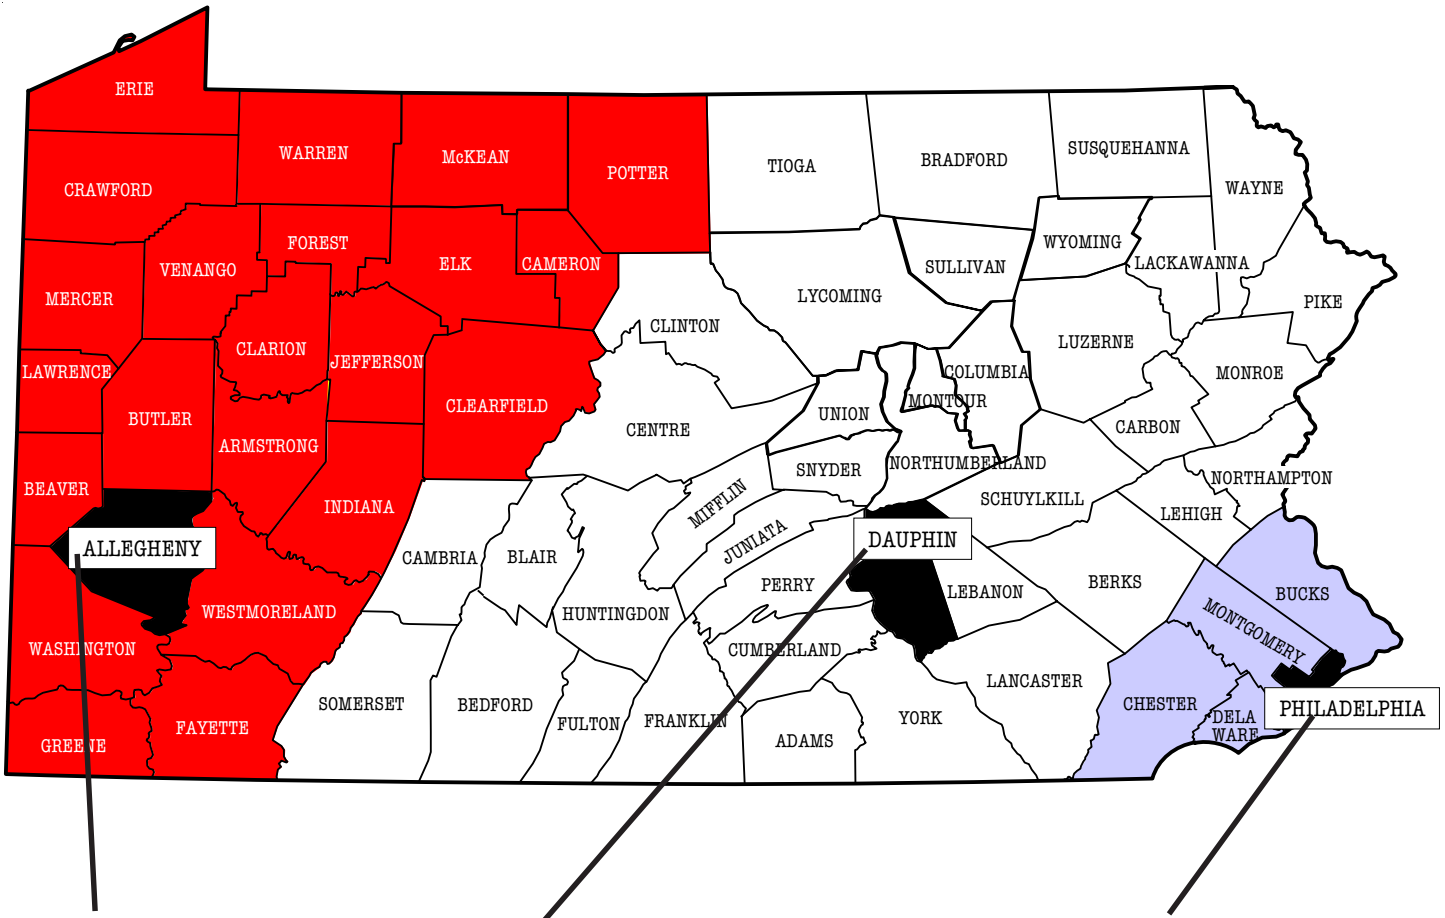 ERIE
WARREN
McKEAN
POTTER
TIOGA
BRADFORD
SUSQUEHANNA
WAYNE
CRAWFORD
FOREST
VENANGO
ELK
CAMERON
SULLIVAN
WYOMING
LACKAWANNA
MERCER
LYCOMING
PIKE
CLINTON
CLARION
JEFFERSON
LUZERNE
LAWRENCE
COLUMBIA
MONROE
BUTLER
CLEARFIELD
CENTRE
UNION
MONTOUR
CARBON
ARMSTRONG
SNYDER
NORTHUMBERLAND
NORTHAMPTON
BEAVER
INDIANA
MIFFLIN
SCHUYLKILL
LEHIGH
ALLEGHENY
CAMBRIA
BLAIR
JUNIATA
DAUPHIN
WESTMORELAND
HUNTINGDON
PERRY
LEBANON
BERKS
BUCKS
MONTGOMERY
WASHINGTON
CUMBERLAND
LANCASTER
SOMERSET
BEDFORD
FULTON
FRANKLIN
YORK
CHESTER
PHILADELPHIA
FAYETTE
GREENE
ADAMS
DELA
WARE